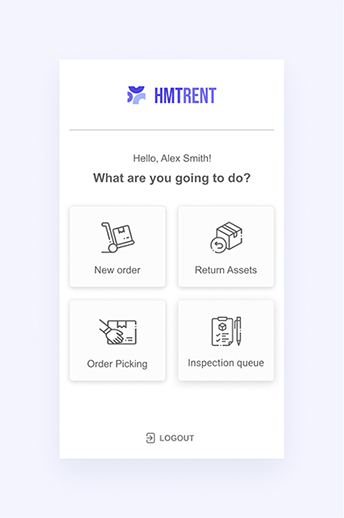 HMTRENT
Hello, Alex Smith!
What are you going to do?
New order
Return Assets
Order Picking
Inspection queue
LOGOUT